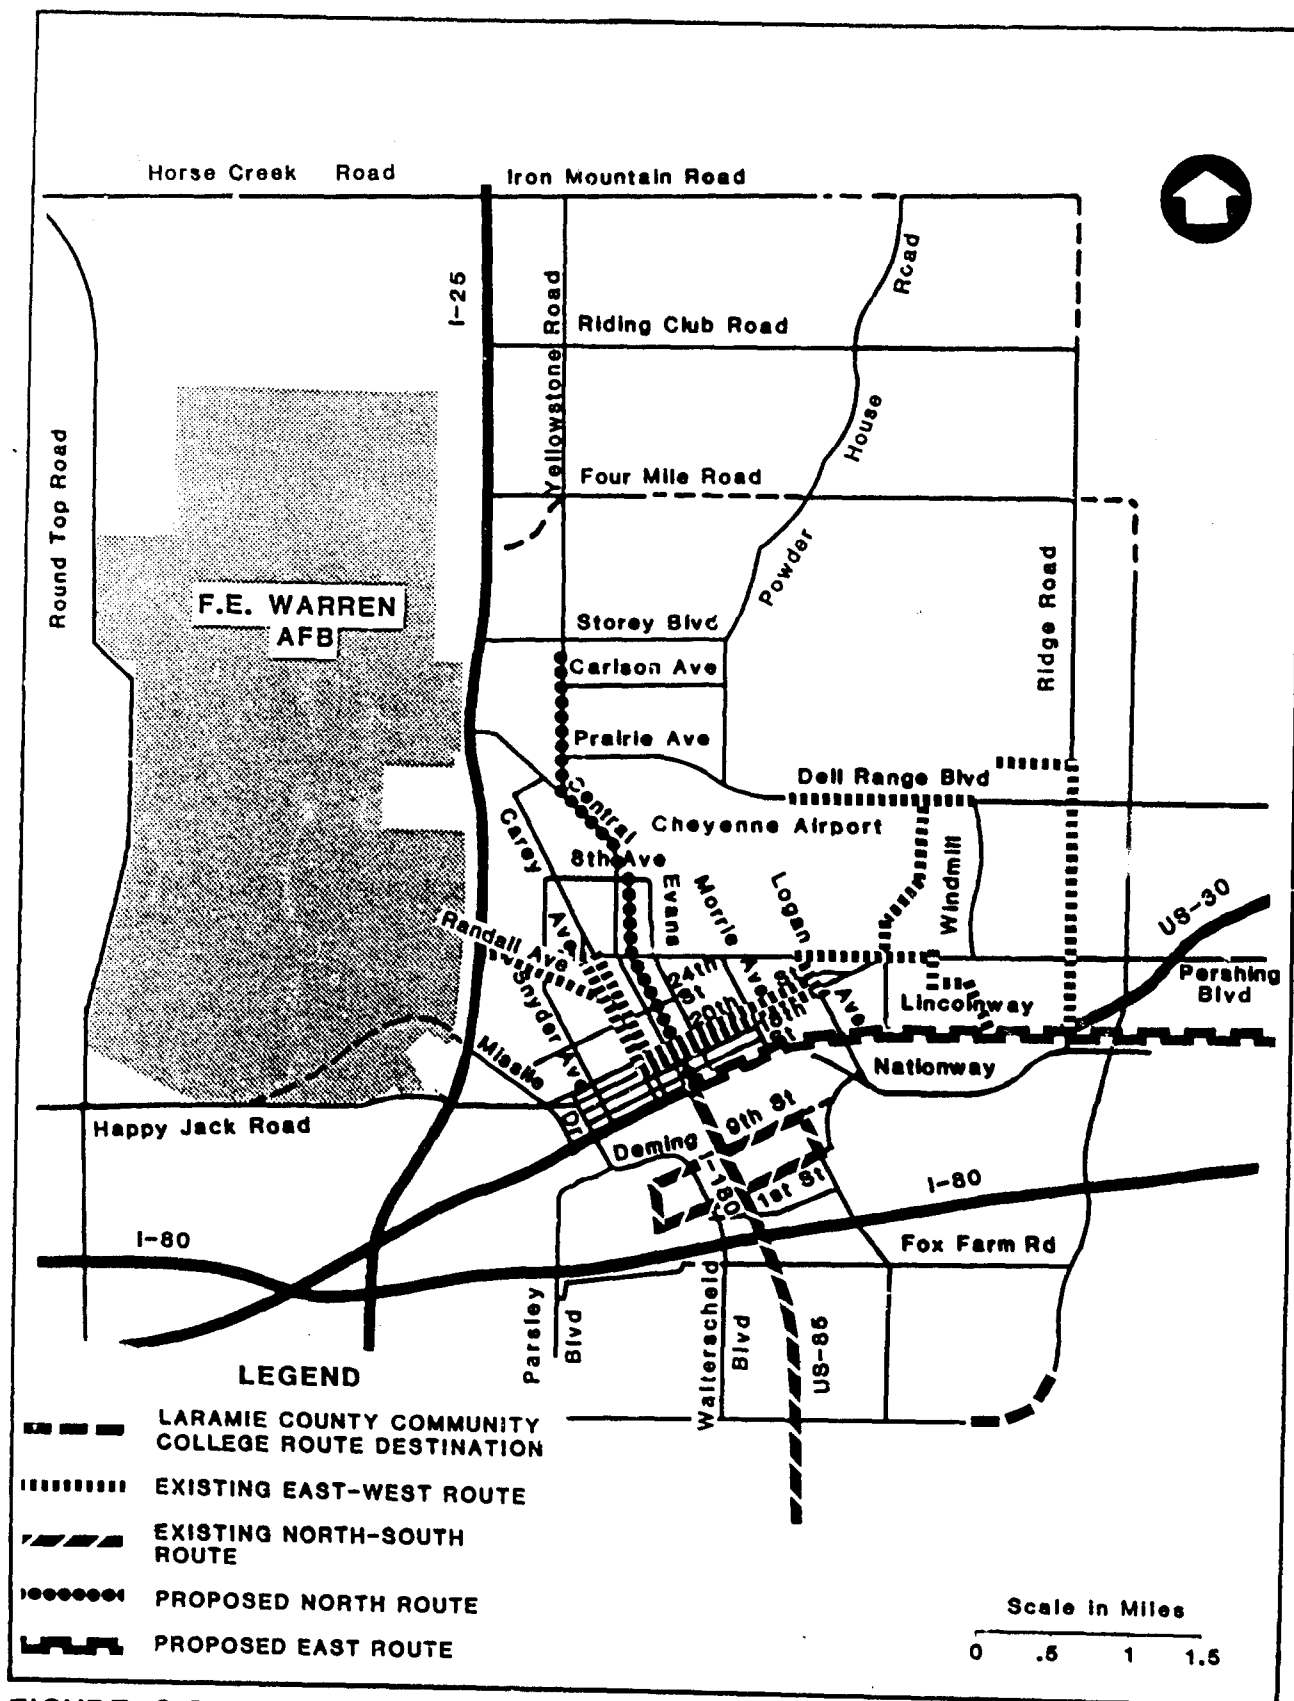 Horse Creek Road
Iron Mountain Road
I-25
Yellowstone Road
Riding Club Road
Powder House Road
Round Top Road
Four Mile Road
F.E. WARREN
AFB
Storey Blvd
Ridge Road
Carlson Ave
Prairie Ave
Dell Range Blvd
Central
Cheyenne Airport
Carey Ave
8th Ave
Evans
Morrie Ave
Logan Ave
Windmill
US-30
Randall Ave
Snyder Ave
24th St
20th St
16th St
Pershing
Blvd
Lincolnway
Missile Dr
Nationway
Happy Jack Road
Deming
9th St
I-180
1st St
I-80
I-80
Fox Farm Rd
Parsley Blvd
Walterscheid Blvd
US-85
LEGEND
LARAMIE COUNTY COMMUNITY
COLLEGE ROUTE DESTINATION
EXISTING EAST-WEST ROUTE
EXISTING NORTH-SOUTH
ROUTE
PROPOSED NORTH ROUTE
PROPOSED EAST ROUTE
Scale in Miles
0 .5 1 1.5